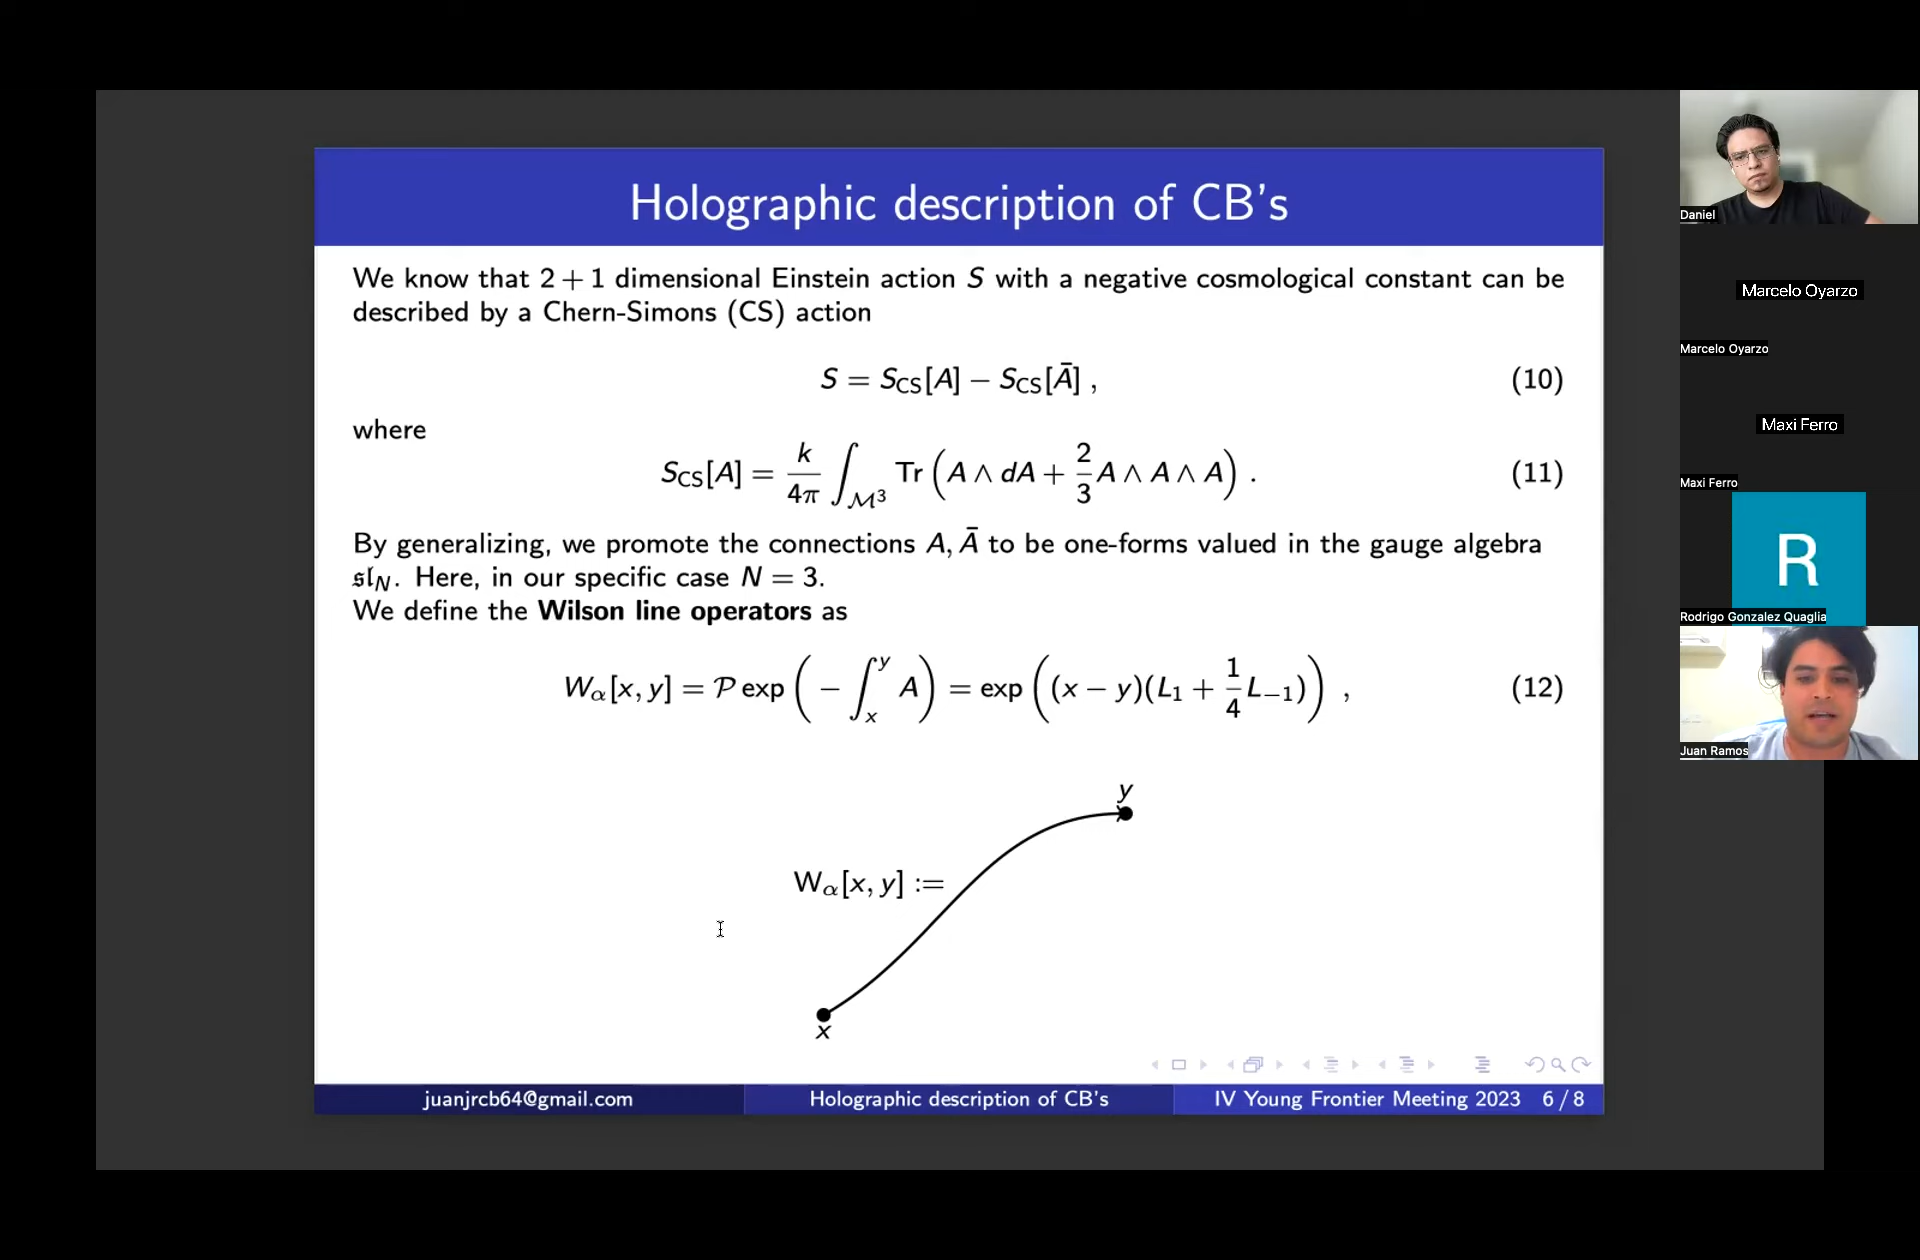 Holographic description of CB's
We know that 2 + 1 dimensional Einstein action S with a negative cosmological constant can be
described by a Chern-Simons (CS) action
S = S_CS[A] − S_CS[Ā] , (10)
where
S_CS[A] = k/4π ∫_ℳ³ Tr ( A ∧ dA + 2/3 A ∧ A ∧ A ) . (11)
By generalizing, we promote the connections A, Ā to be one-forms valued in the gauge algebra
𝔰𝔩_N. Here, in our specific case N = 3.
We define the Wilson line operators as
W_α[x, y] = 𝒫 exp ( − ∫_x^y A ) = exp ( (x − y)(L_1 + 1/4 L_−1) ) , (12)
y
W_α[x, y] :=
x
juanjrcb64@gmail.com Holographic description of CB's IV Young Frontier Meeting 2023 6 / 8
Daniel
Marcelo Oyarzo
Marcelo Oyarzo
Maxi Ferro
Maxi Ferro
R
Rodrigo Gonzalez Quaglia
Juan Ramos